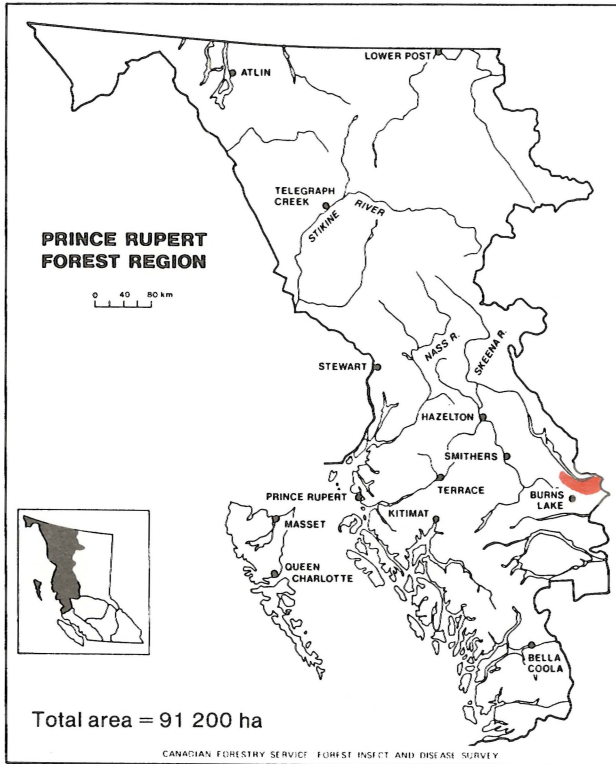 LOWER POST
ATLIN
TELEGRAPH
CREEK
STIKINE
RIVER
PRINCE RUPERT
FOREST REGION
0 40 80 km
NASS R.
SKEENA R.
STEWART
HAZELTON
SMITHERS
TERRACE
BURNS
LAKE
PRINCE RUPERT
KITIMAT
MASSET
QUEEN
CHARLOTTE
BELLA
COOLA
Total area = 91 200 ha
CANADIAN FORESTRY SERVICE FOREST INSECT AND DISEASE SURVEY